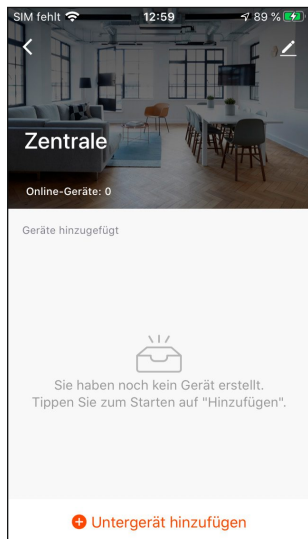 SIM fehlt 12:59 89 %
Zentrale
Online-Geräte: 0
Geräte hinzugefügt
Sie haben noch kein Gerät erstellt.
Tippen Sie zum Starten auf "Hinzufügen".
Untergerät hinzufügen